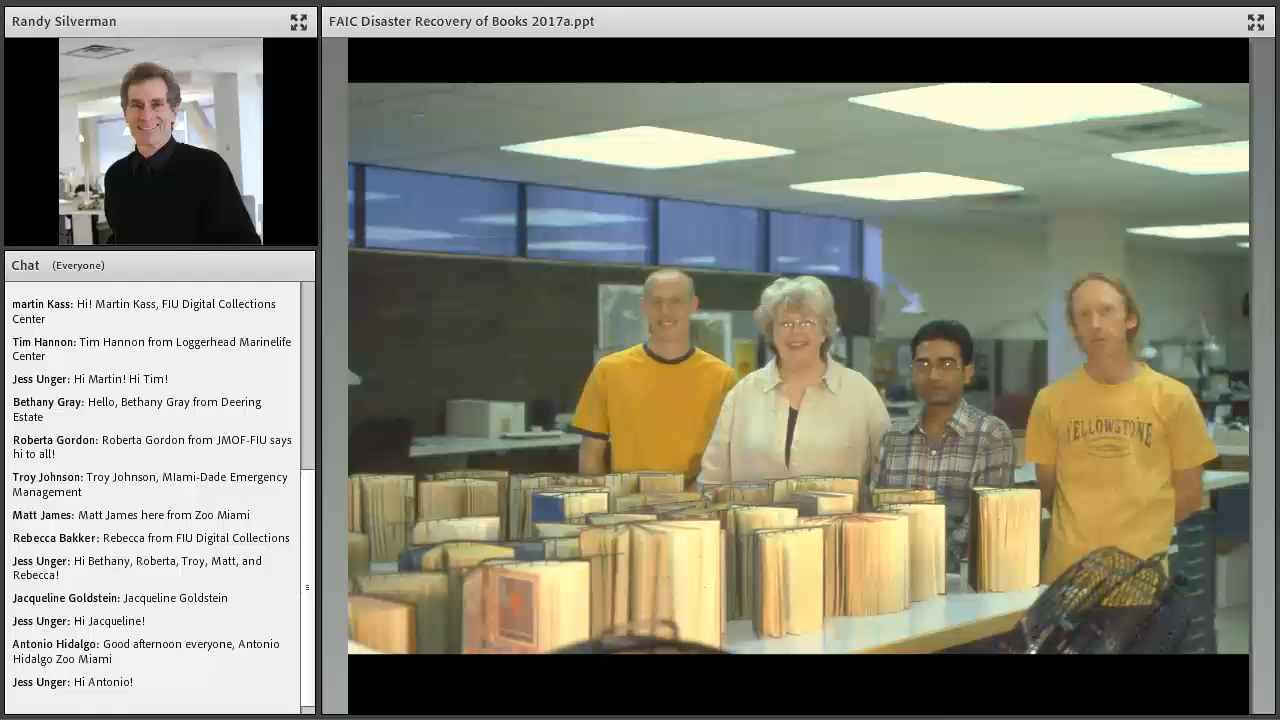 Randy Silverman
FAIC Disaster Recovery of Books 2017a.ppt
Chat (Everyone)
martin Kass: Hi! Martin Kass, FIU Digital Collections
Center
Tim Hannon: Tim Hannon from Loggerhead Marinelife
Center
Jess Unger: Hi Martin! Hi Tim!
Bethany Gray: Hello, Bethany Gray from Deering
Estate
Roberta Gordon: Roberta Gordon from JMOF-FIU says
hi to all!
Troy Johnson: Troy Johnson, MIami-Dade Emergency
Management
Matt James: Matt James here from Zoo Miami
Rebecca Bakker: Rebecca from FIU Digital Collections
Jess Unger: Hi Bethany, Roberta, Troy, Matt, and
Rebecca!
Jacqueline Goldstein: Jacqueline Goldstein
Jess Unger: Hi Jacqueline!
Antonio Hidalgo: Good afternoon everyone, Antonio
Hidalgo Zoo Miami
Jess Unger: Hi Antonio!
YELLOWSTONE